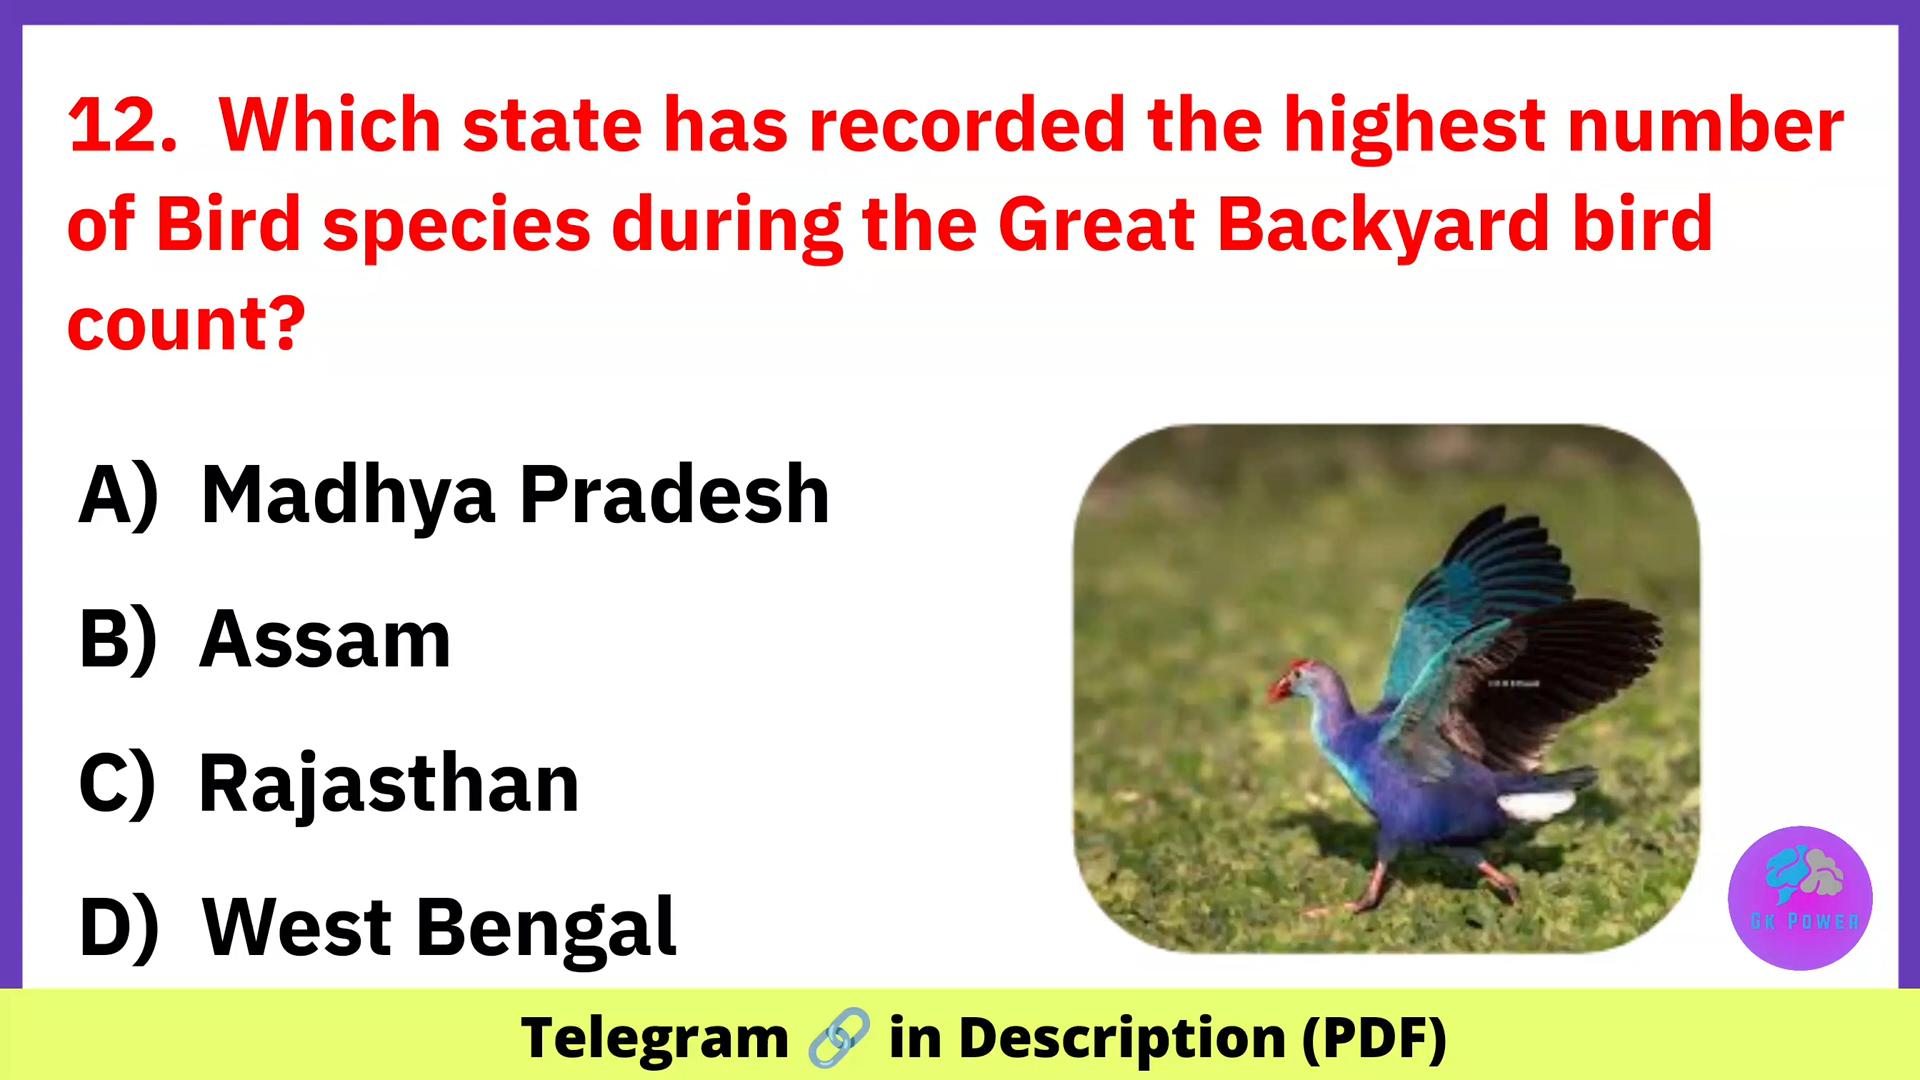 12. Which state has recorded the highest number
of Bird species during the Great Backyard bird
count?
A) Madhya Pradesh
B) Assam
C) Rajasthan
D) West Bengal
GK POWER
Telegram 🔗 in Description (PDF)